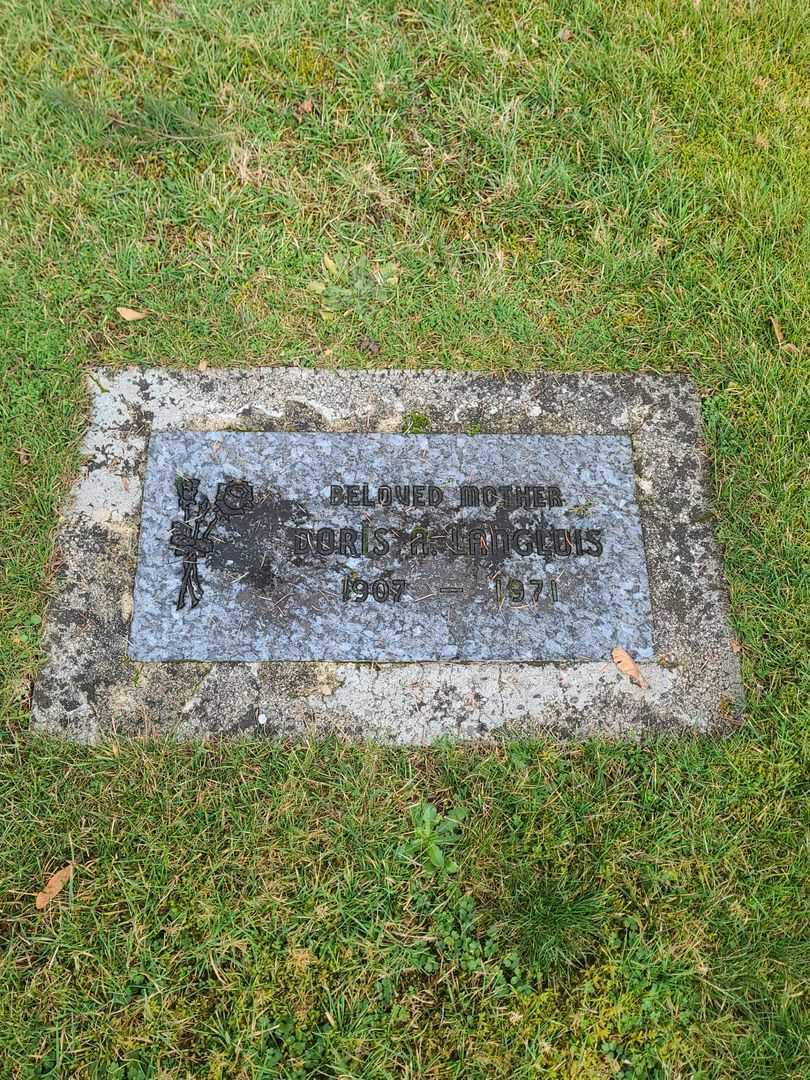 BELOVED MOTHER
DORIS A. LANGLOIS
1907 — 1971